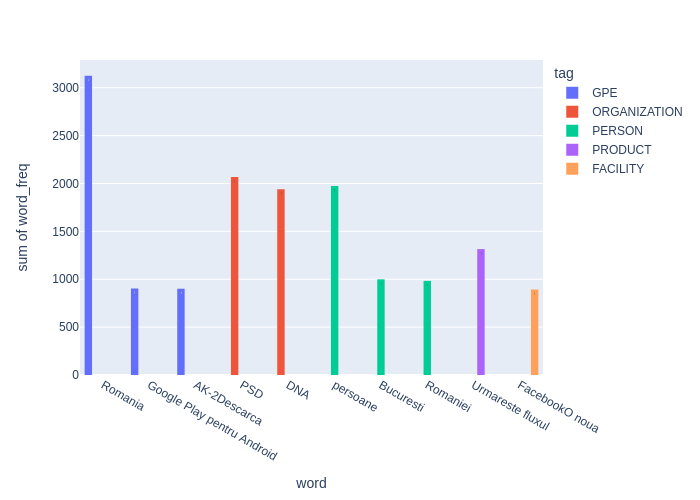 tag
GPE
ORGANIZATION
PERSON
PRODUCT
FACILITY
sum of word_freq
3000
2500
2000
1500
1000
500
0
Romania
Google Play pentru Android
AK-2Descarca
PSD
DNA
persoane
Bucuresti
Romaniei
Urmareste fluxul
FacebookO noua
word